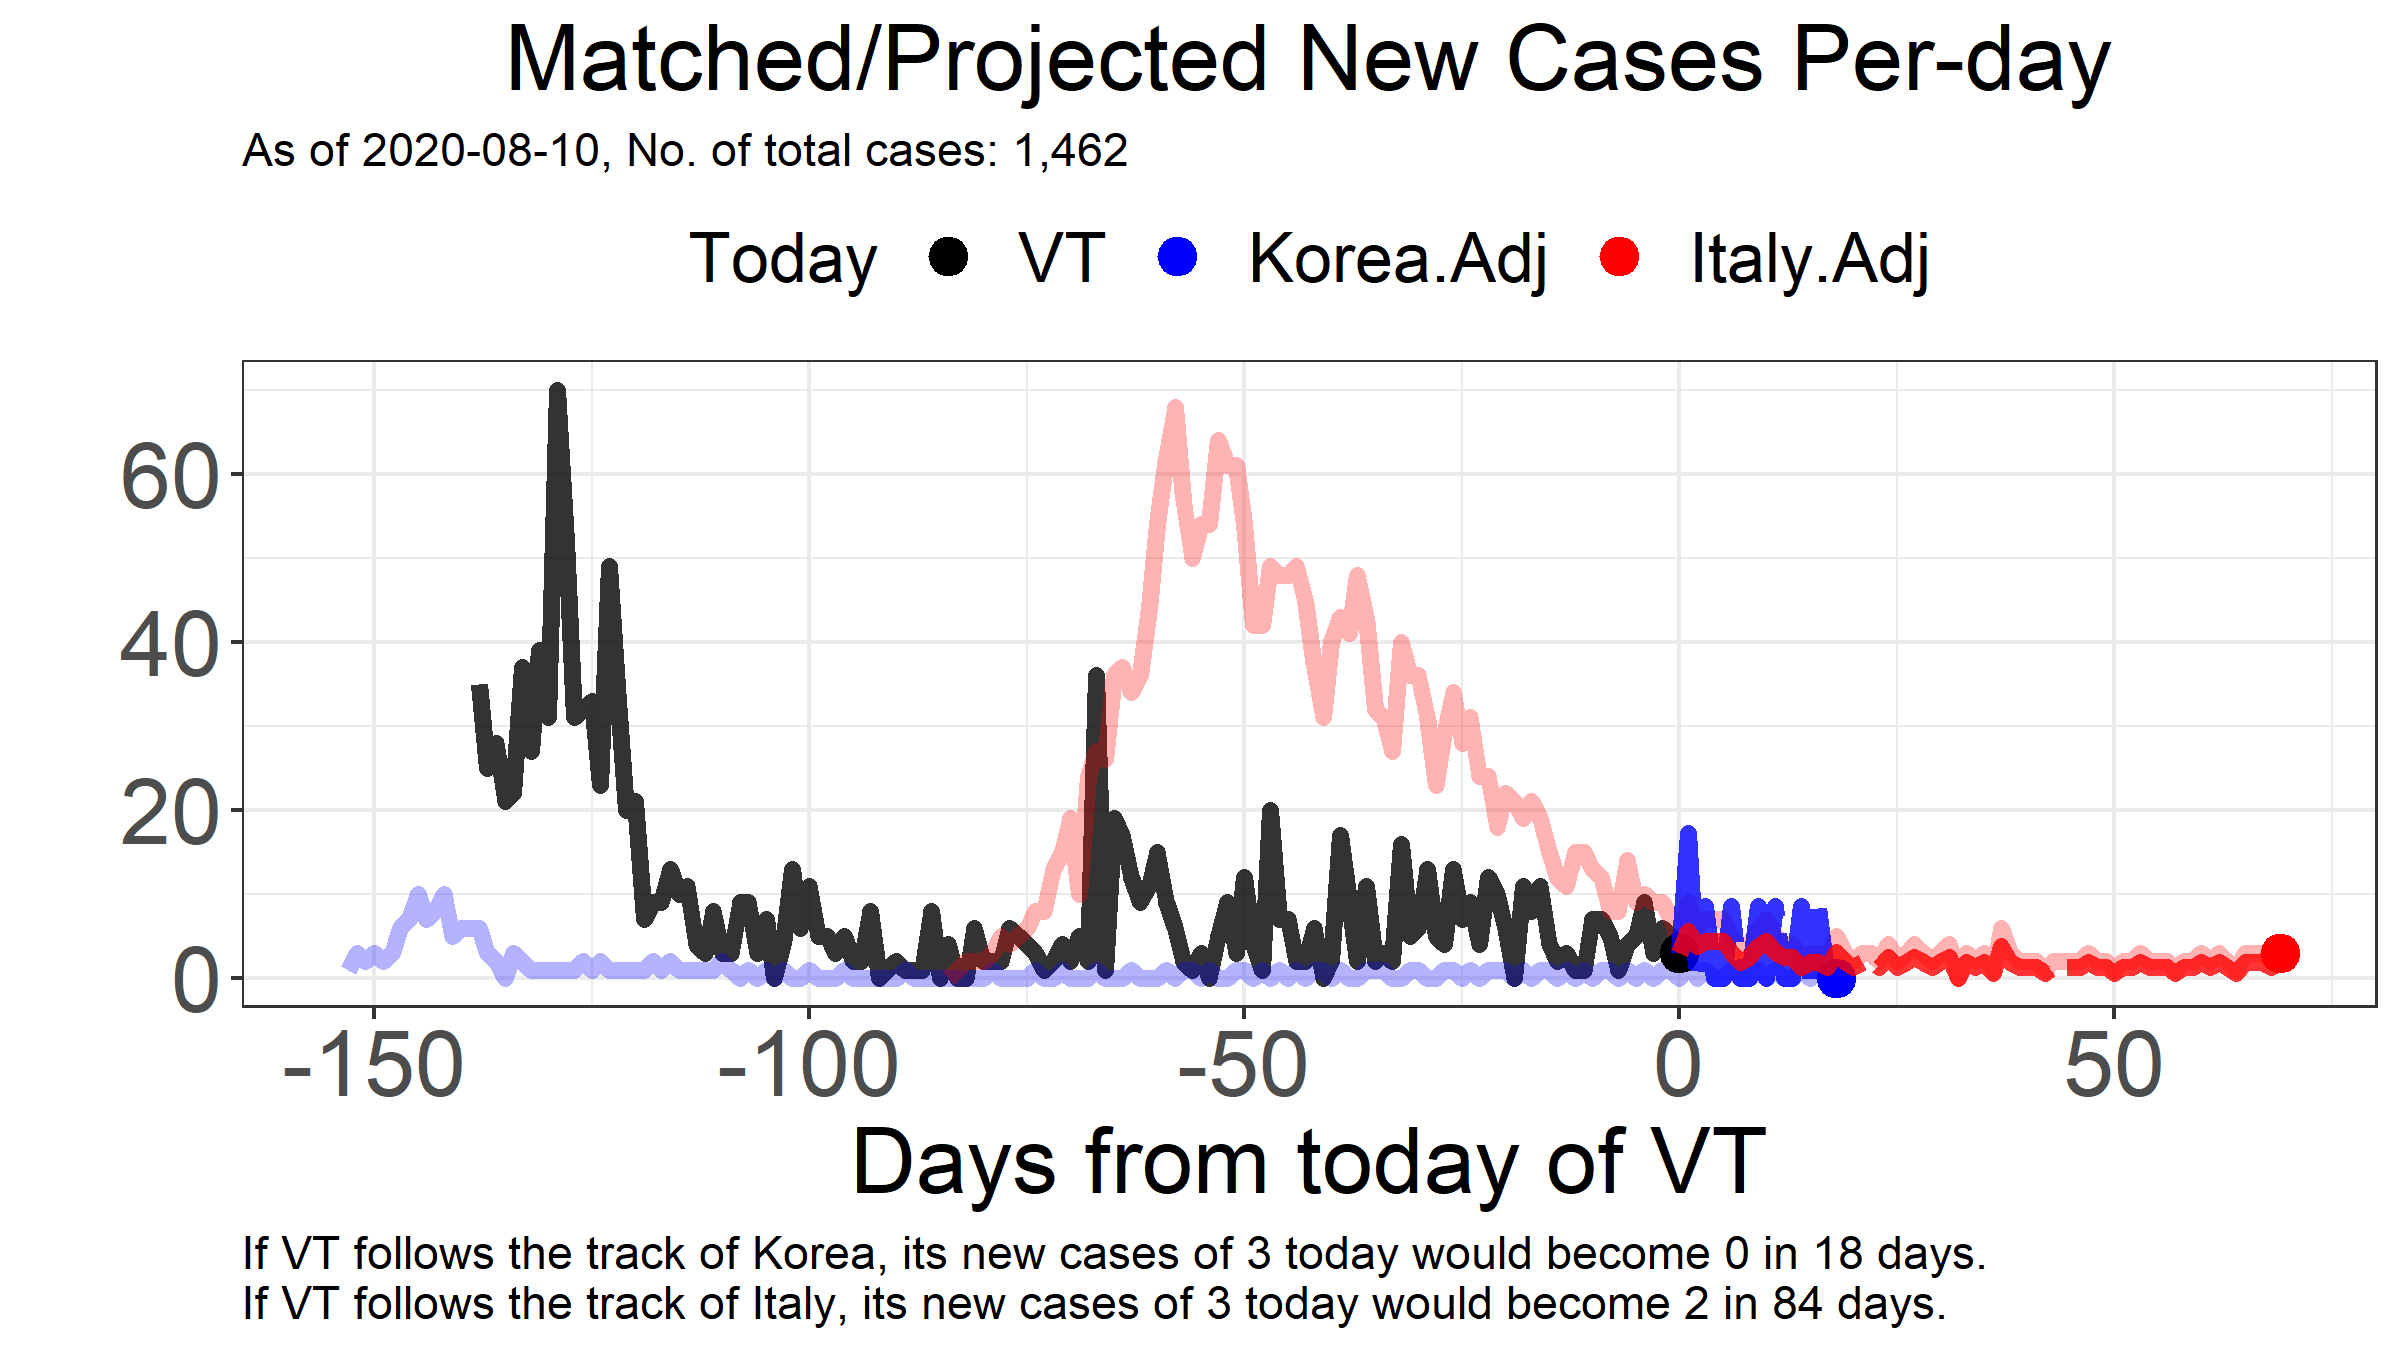 Matched/Projected New Cases Per-day
As of 2020-08-10, No. of total cases: 1,462
Today VT Korea.Adj Italy.Adj
60
40
20
0
-150 -100 -50 0 50
Days from today of VT
If VT follows the track of Korea, its new cases of 3 today would become 0 in 18 days.
If VT follows the track of Italy, its new cases of 3 today would become 2 in 84 days.